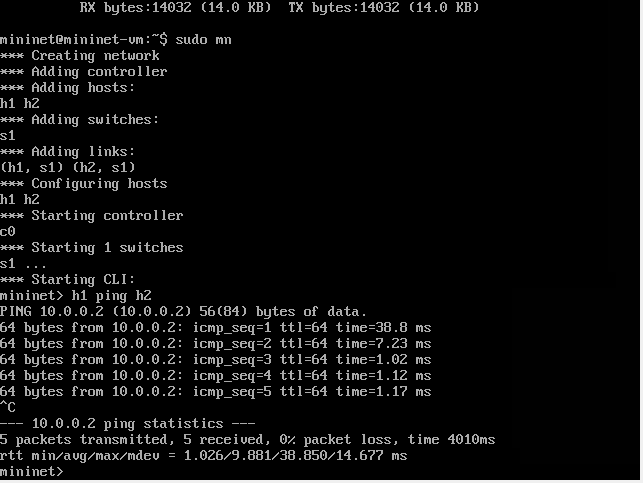 RX bytes:14032 (14.0 KB)  TX bytes:14032 (14.0 KB)
mininet@mininet-vm:~$ sudo mn
*** Creating network
*** Adding controller
*** Adding hosts:
h1 h2
*** Adding switches:
s1
*** Adding links:
(h1, s1) (h2, s1)
*** Configuring hosts
h1 h2
*** Starting controller
c0
*** Starting 1 switches
s1 ...
*** Starting CLI:
mininet> h1 ping h2
PING 10.0.0.2 (10.0.0.2) 56(84) bytes of data.
64 bytes from 10.0.0.2: icmp_seq=1 ttl=64 time=38.8 ms
64 bytes from 10.0.0.2: icmp_seq=2 ttl=64 time=7.23 ms
64 bytes from 10.0.0.2: icmp_seq=3 ttl=64 time=1.02 ms
64 bytes from 10.0.0.2: icmp_seq=4 ttl=64 time=1.12 ms
64 bytes from 10.0.0.2: icmp_seq=5 ttl=64 time=1.17 ms
^C
--- 10.0.0.2 ping statistics ---
5 packets transmitted, 5 received, 0% packet loss, time 4010ms
rtt min/avg/max/mdev = 1.026/9.881/38.850/14.677 ms
mininet>